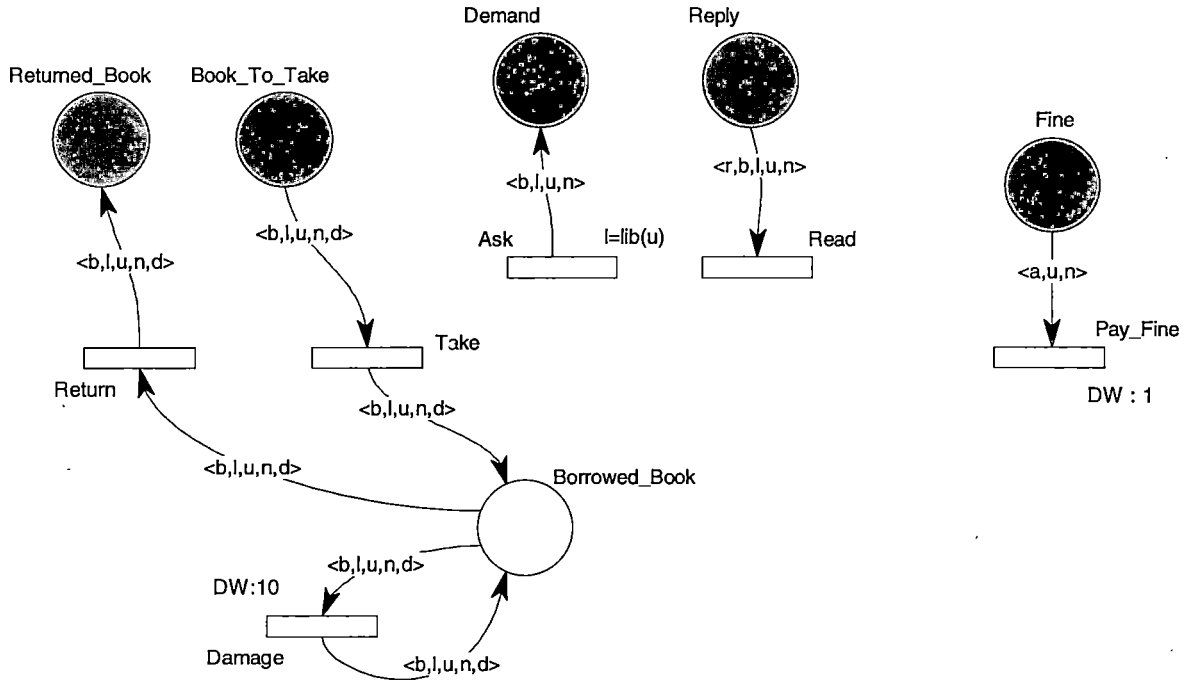 Demand
Reply
Returned_Book
Book_To_Take
Fine
<b,l,u,n>
<r,b,l,u,n>
<b,l,u,n,d>
Ask
l=lib(u)
Read
<b,l,u,n,d>
<a,u,n>
Take
Pay_Fine
Return
DW : 1
<b,l,u,n,d>
<b,l,u,n,d>
Borrowed_Book
<b,l,u,n,d>
DW:10
Damage
<b,l,u,n,d>